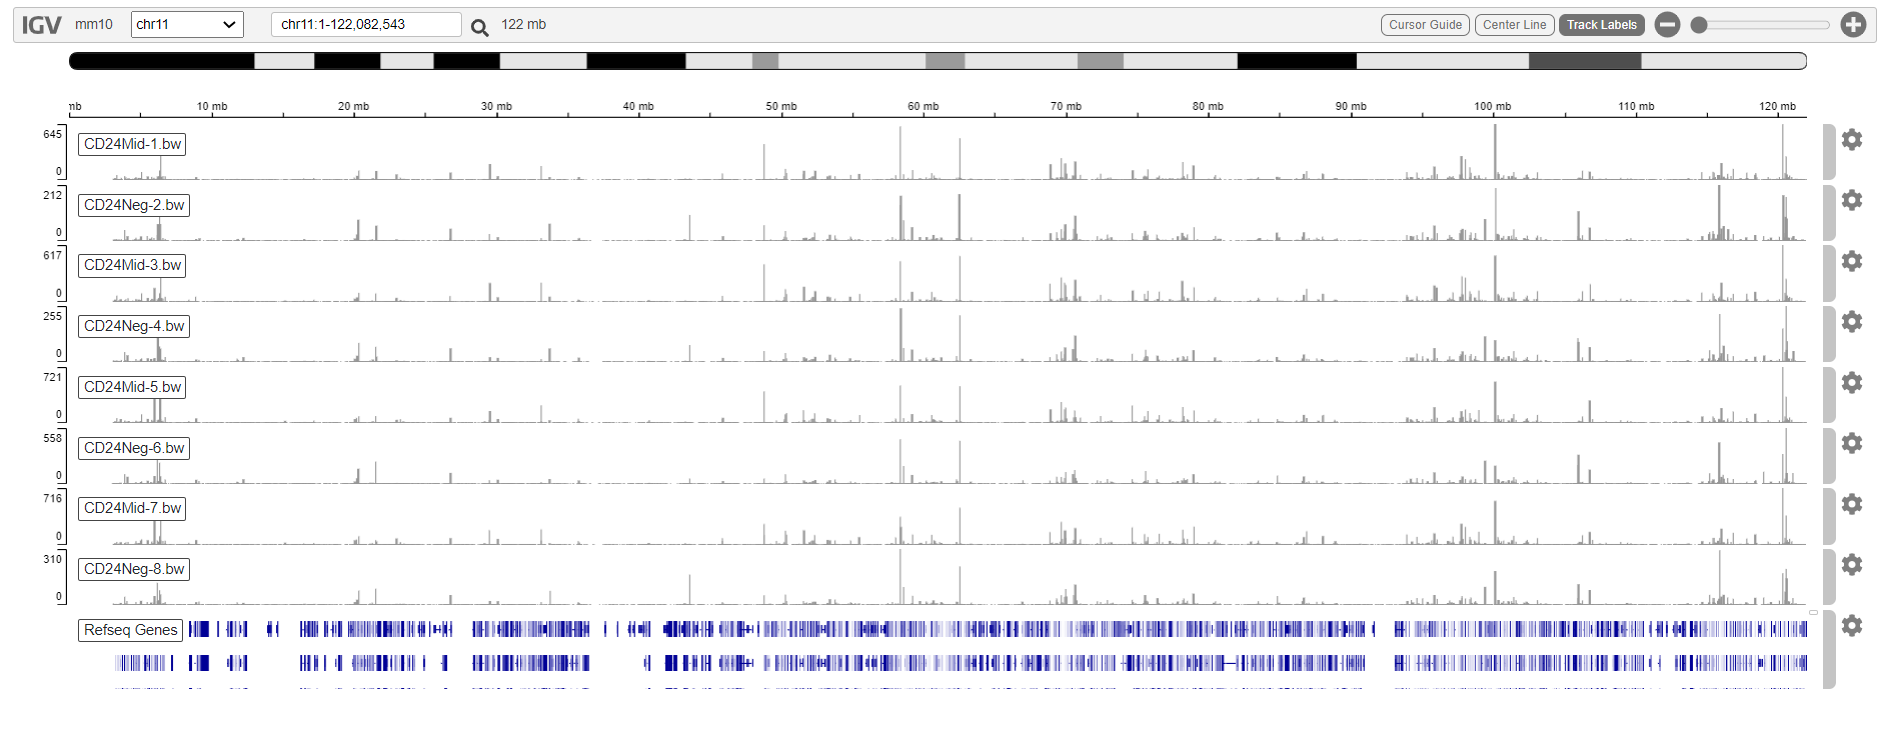 IGV mm10 chr11 chr11:1-122,082,543 122 mb Cursor Guide Center Line Track Labels
mb 10 mb 20 mb 30 mb 40 mb 50 mb 60 mb 70 mb 80 mb 90 mb 100 mb 110 mb 120 mb
645
CD24Mid-1.bw
0
212
CD24Neg-2.bw
0
617
CD24Mid-3.bw
0
255
CD24Neg-4.bw
0
721
CD24Mid-5.bw
0
558
CD24Neg-6.bw
0
716
CD24Mid-7.bw
0
310
CD24Neg-8.bw
0
Refseq Genes